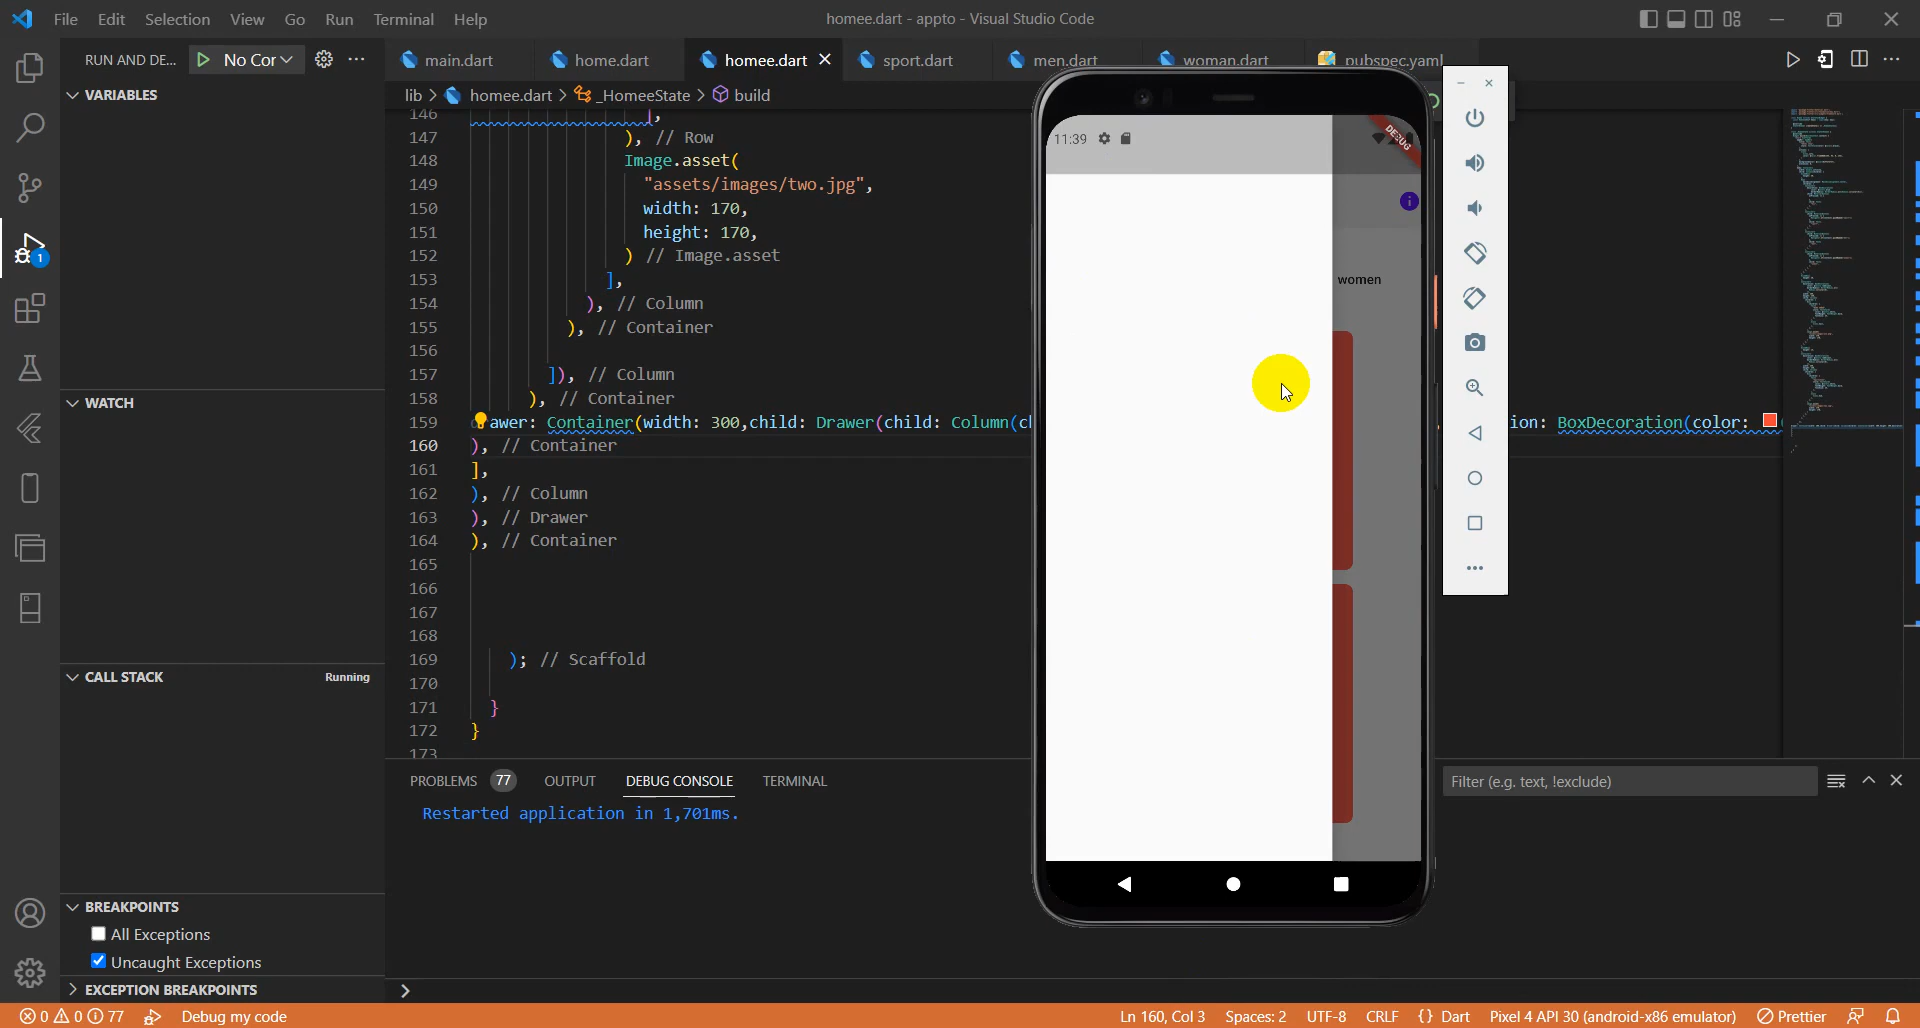 File Edit Selection View Go Run Terminal Help
homee.dart - appto - Visual Studio Code
RUN AND DE... No Cor
main.dart home.dart homee.dart sport.dart men.dart woman.dart pubspec.yaml
lib > homee.dart > _HomeeState > build
VARIABLES
146 ],
147 ), // Row
148 Image.asset(
149 "assets/images/two.jpg",
150 width: 170,
151 height: 170,
152 ) // Image.asset
153 ],
154 ), // Column
155 ), // Container
156
157 ]), // Column
158 ), // Container
159 awer: Container(width: 300,child: Drawer(child: Column(c ion: BoxDecoration(color:
160 ), // Container
161 ],
162 ), // Column
163 ), // Drawer
164 ), // Container
165
166
167
168
169 ); // Scaffold
170
171 }
172 }
173
WATCH
CALL STACK Running
BREAKPOINTS
All Exceptions
Uncaught Exceptions
EXCEPTION BREAKPOINTS
1
11:39
DEBUG
women
PROBLEMS 77 OUTPUT DEBUG CONSOLE TERMINAL
Filter (e.g. text, !exclude)
Restarted application in 1,701ms.
0 0 77 Debug my code
Ln 160, Col 3 Spaces: 2 UTF-8 CRLF {} Dart Pixel 4 API 30 (android-x86 emulator) Prettier